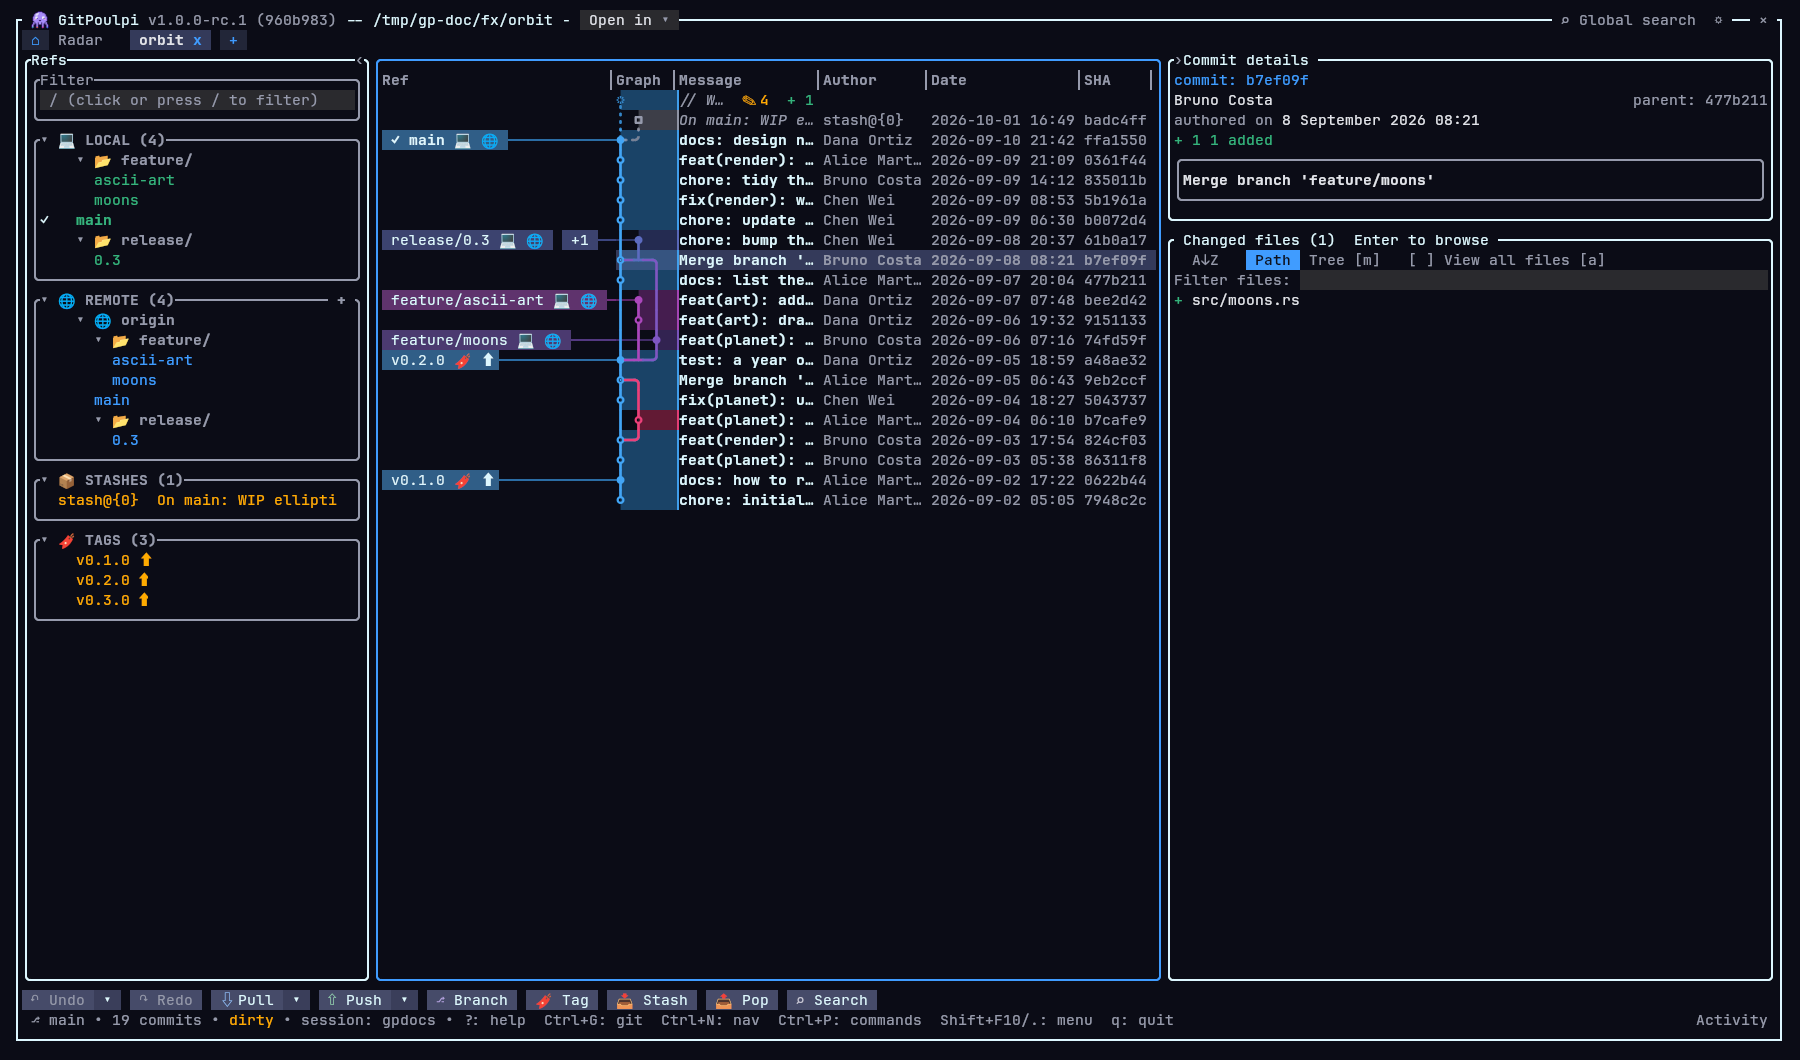 GitPoulpi v1.0.0-rc.1 (960b983) —— /tmp/gp-doc/fx/orbit - Open in ▾ ⌕ Global search ⚙ ×
⌂ Radar orbit x +
Refs ‹
Filter
/ (click or press / to filter)
▾ 💻 LOCAL (4)
▾ 📂 feature/
ascii-art
moons
✓ main
▾ 📂 release/
0.3
▾ 🌐 REMOTE (4) +
▾ 🌐 origin
▾ 📂 feature/
ascii-art
moons
main
▾ 📂 release/
0.3
▾ 📦 STASHES (1)
stash@{0} On main: WIP ellipti
▾ 🔖 TAGS (3)
v0.1.0 ⬆
v0.2.0 ⬆
v0.3.0 ⬆
Ref Graph Message Author Date SHA
// W… ✎ 4 + 1
On main: WIP e… stash@{0} 2026-10-01 16:49 badc4ff
✓ main 💻 🌐 docs: design n… Dana Ortiz 2026-09-10 21:42 ffa1550
feat(render): … Alice Mart… 2026-09-09 21:09 0361f44
chore: tidy th… Bruno Costa 2026-09-09 14:12 835011b
fix(render): w… Chen Wei 2026-09-09 08:53 5b1961a
chore: update … Chen Wei 2026-09-09 06:30 b0072d4
release/0.3 💻 🌐 +1 chore: bump th… Chen Wei 2026-09-08 20:37 61b0a17
Merge branch '… Bruno Costa 2026-09-08 08:21 b7ef09f
docs: list the… Alice Mart… 2026-09-07 20:04 477b211
feature/ascii-art 💻 🌐 feat(art): add… Dana Ortiz 2026-09-07 07:48 bee2d42
feat(art): dra… Dana Ortiz 2026-09-06 19:32 9151133
feature/moons 💻 🌐 feat(planet): … Bruno Costa 2026-09-06 07:16 74fd59f
v0.2.0 🔖 ⬆ test: a year o… Dana Ortiz 2026-09-05 18:59 a48ae32
Merge branch '… Alice Mart… 2026-09-05 06:43 9eb2ccf
fix(planet): u… Chen Wei 2026-09-04 18:27 5043737
feat(planet): … Alice Mart… 2026-09-04 06:10 b7cafe9
feat(render): … Bruno Costa 2026-09-03 17:54 824cf03
feat(planet): … Bruno Costa 2026-09-03 05:38 86311f8
v0.1.0 🔖 ⬆ docs: how to r… Alice Mart… 2026-09-02 17:22 0622b44
chore: initial… Alice Mart… 2026-09-02 05:05 7948c2c
› Commit details
commit: b7ef09f
Bruno Costa parent: 477b211
authored on 8 September 2026 08:21
+ 1 1 added
Merge branch 'feature/moons'
Changed files (1) Enter to browse
A↓Z Path Tree [m] [ ] View all files [a]
Filter files:
+ src/moons.rs
↶ Undo ▾ ↷ Redo ⇩ Pull ▾ ⇧ Push ▾ ⎇ Branch 🔖 Tag 📥 Stash 📤 Pop ⌕ Search
⎇ main • 19 commits • dirty • session: gpdocs • ?: help Ctrl+G: git Ctrl+N: nav Ctrl+P: commands Shift+F10/.: menu q: quit Activity